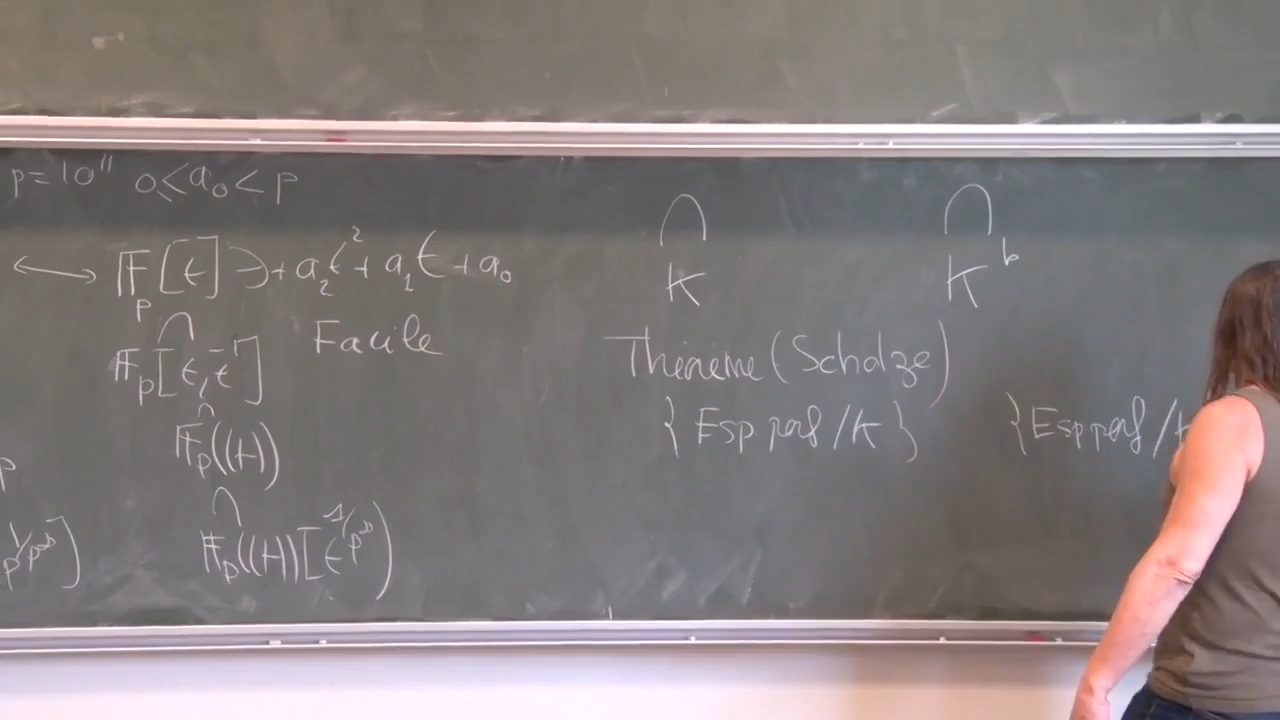 p=10¹¹ 0<a₀<p
⟷ 𝔽ₚ[t] ∋ + a₂t² + a₁t + a₀
∩
𝔽ₚ[t,t⁻¹] Facile
∩
𝔽ₚ((t))
∩
p^1/p^∞] 𝔽ₚ((t))[t^1/p^∞)
∩ ∩
K K^b
Théorème (Scholze)
{Esp perf /K} {Esp perf /